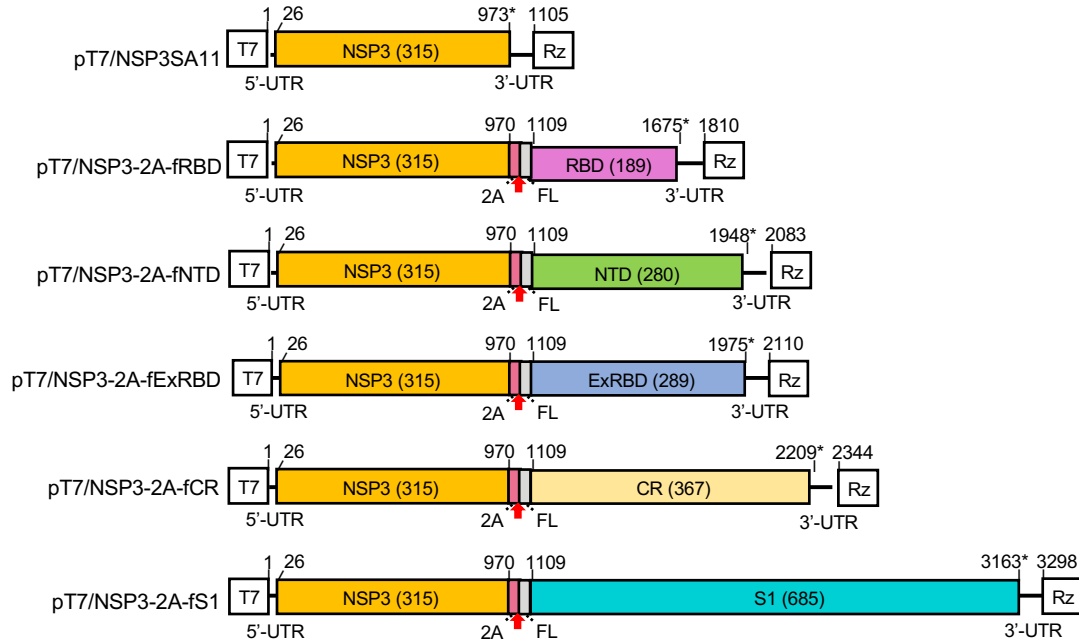 1 26 973* 1105
pT7/NSP3SA11 T7 NSP3 (315) Rz
5’-UTR 3’-UTR
1 26 970 1109 1675* 1810
pT7/NSP3-2A-fRBD T7 NSP3 (315) RBD (189) Rz
5’-UTR 2A FL 3’-UTR
1 26 970 1109 1948* 2083
pT7/NSP3-2A-fNTD T7 NSP3 (315) NTD (280) Rz
5’-UTR 2A FL 3’-UTR
1 26 970 1109 1975* 2110
pT7/NSP3-2A-fExRBD T7 NSP3 (315) ExRBD (289) Rz
5’-UTR 2A FL 3’-UTR
1 26 970 1109 2209* 2344
pT7/NSP3-2A-fCR T7 NSP3 (315) CR (367) Rz
5’-UTR 2A FL 3’-UTR
1 26 970 1109 3163* 3298
pT7/NSP3-2A-fS1 T7 NSP3 (315) S1 (685) Rz
5’-UTR 2A FL 3’-UTR